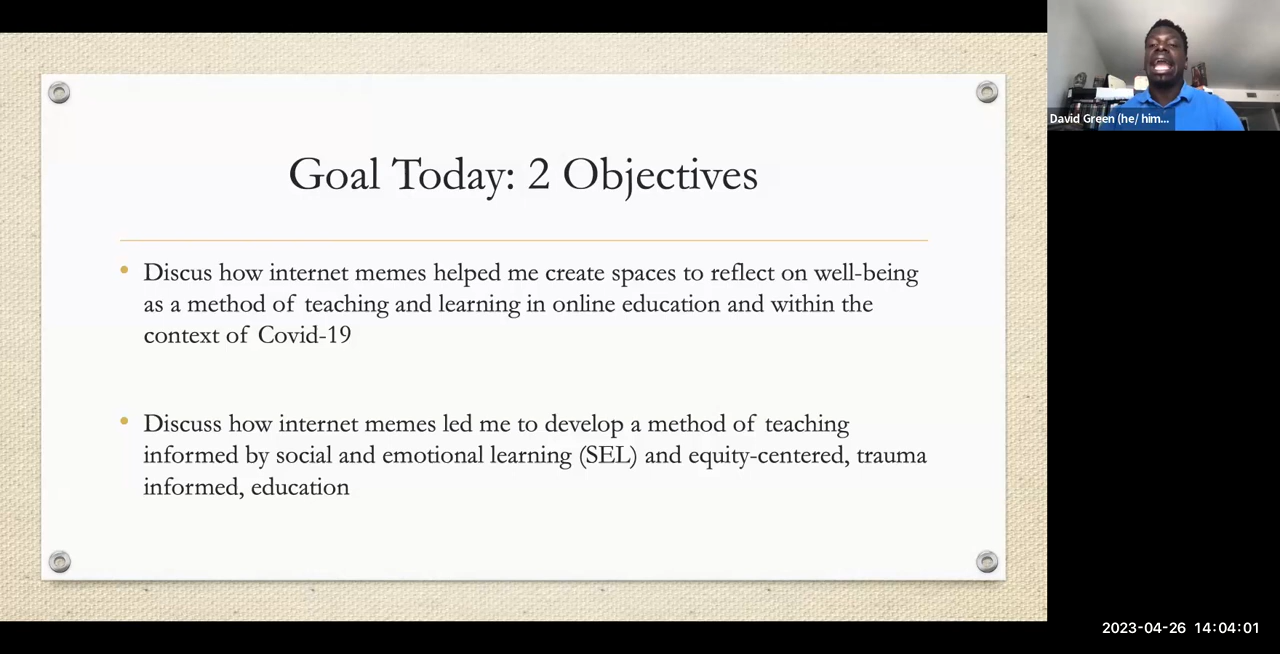 Goal Today: 2 Objectives
Discus how internet memes helped me create spaces to reflect on well-being
as a method of teaching and learning in online education and within the
context of Covid-19
Discuss how internet memes led me to develop a method of teaching
informed by social and emotional learning (SEL) and equity-centered, trauma
informed, education
David Green (he/ him...
2023-04-26 14:04:01